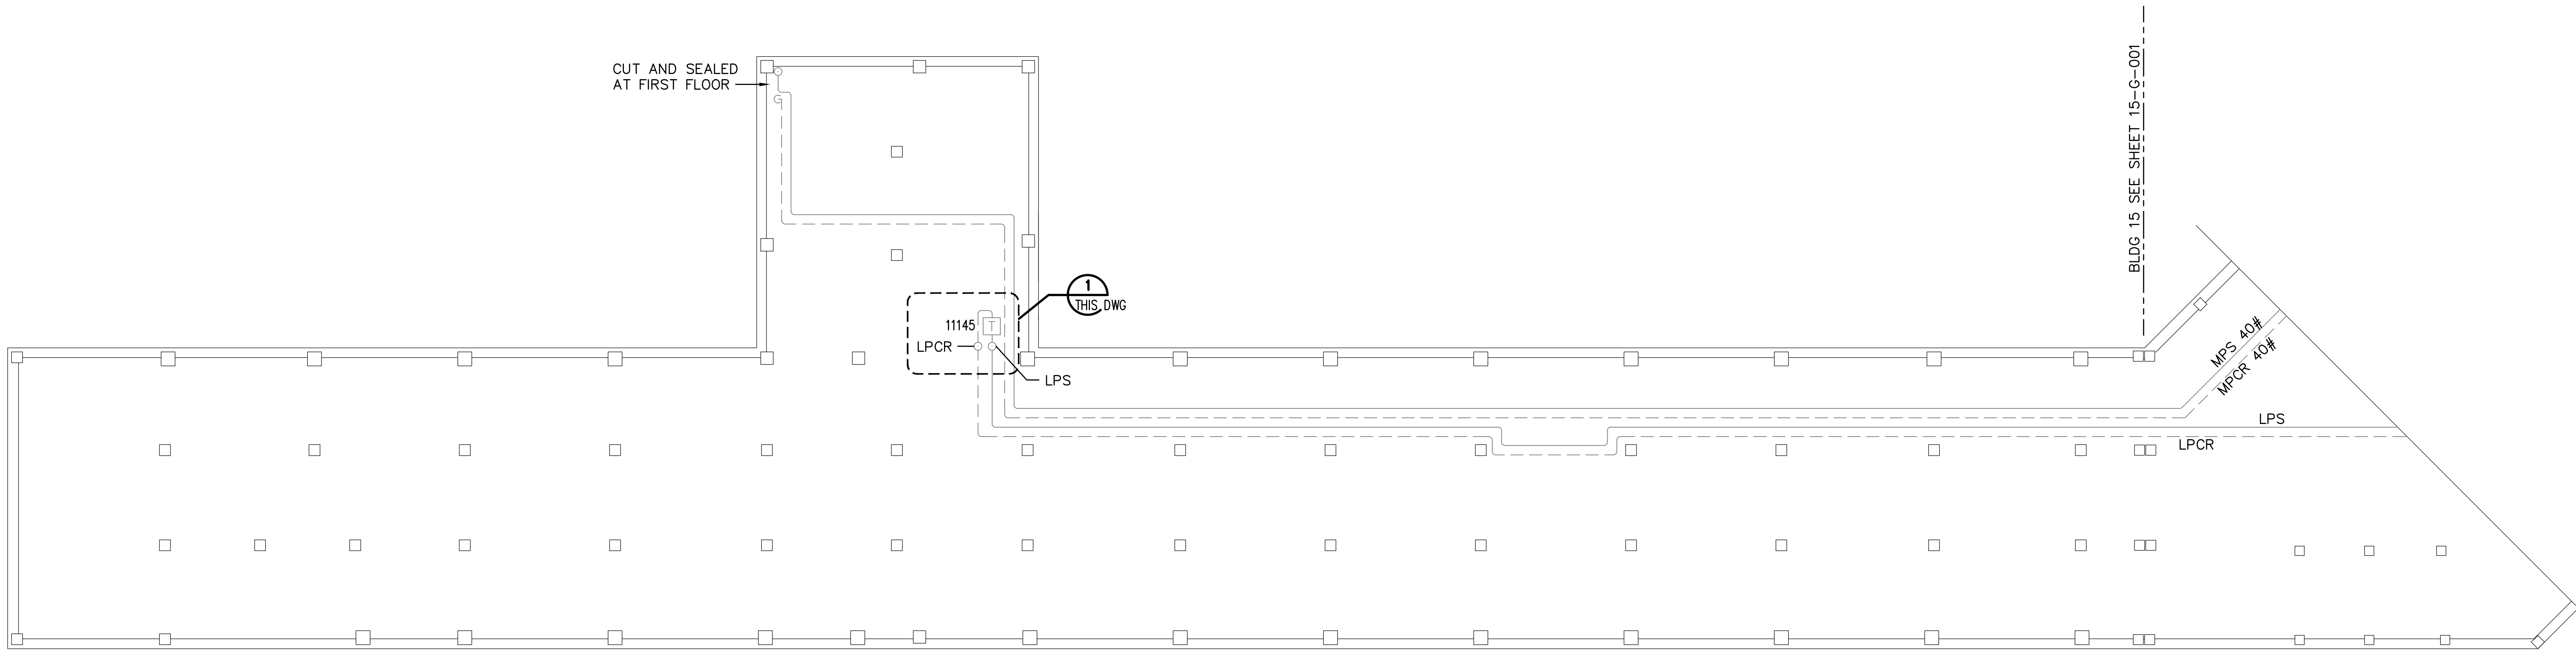 CUT AND SEALED
AT FIRST FLOOR
BLDG 15 SEE SHEET 15-G-001
1
THIS DWG
11145
T
LPCR
LPS
MPS 40#
MPCR 40#
LPS
LPCR